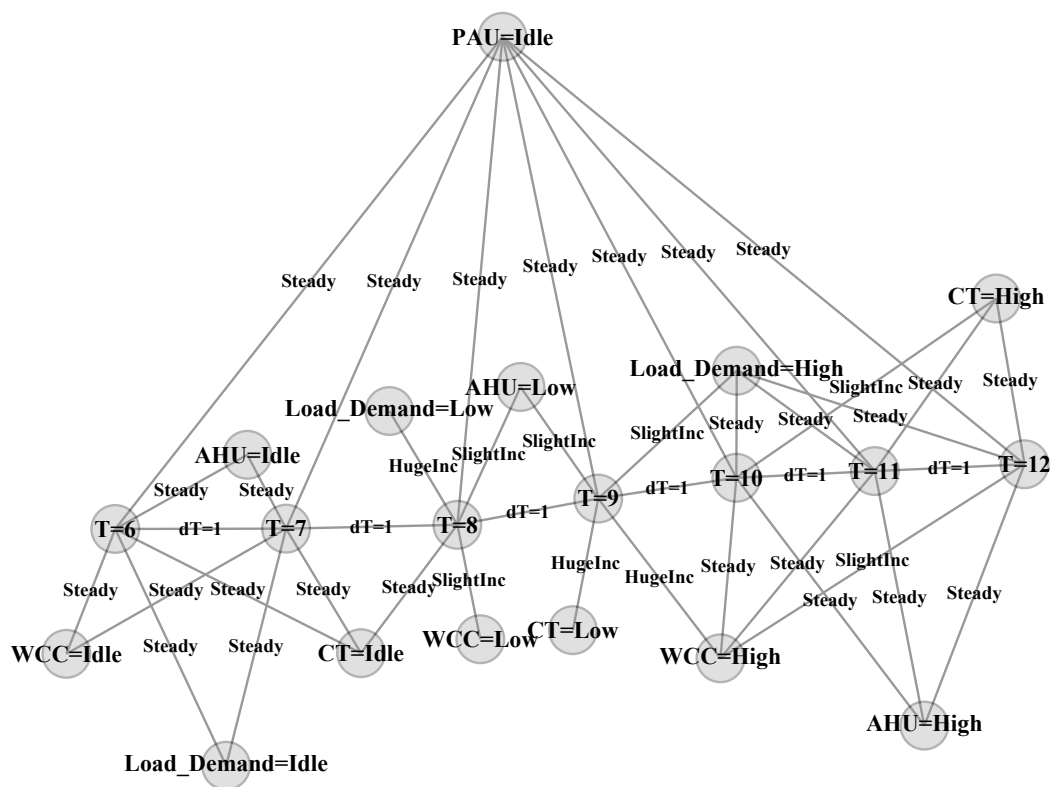 PAU=Idle
Steady
Steady
Steady
Steady
Steady
Steady
Steady
CT=High
Load_Demand=High
AHU=Low
Load_Demand=Low
SlightInc
Steady
Steady
SlightInc
Steady
Steady
Steady
HugeInc
SlightInc
SlightInc
AHU=Idle
Steady
Steady
T=6
dT=1
T=7
dT=1
T=8
dT=1
T=9
dT=1
T=10
dT=1
T=11
dT=1
T=12
Steady
Steady
Steady
Steady
Steady
SlightInc
HugeInc
HugeInc
Steady
Steady
SlightInc
Steady
Steady
Steady
Steady
Steady
WCC=Idle
CT=Idle
WCC=Low
CT=Low
WCC=High
AHU=High
Load_Demand=Idle